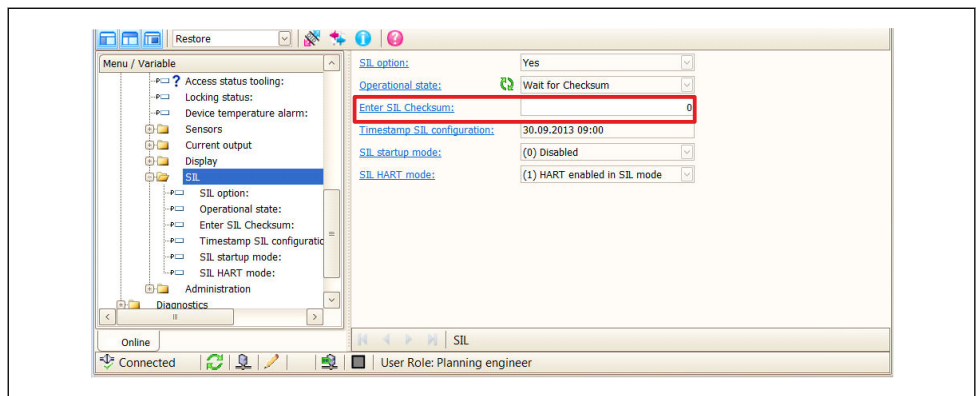 Restore
Menu / Variable
Access status tooling:
Locking status:
Device temperature alarm:
Sensors
Current output
Display
SIL
SIL option:
Operational state:
Enter SIL Checksum:
Timestamp SIL configuratic
SIL startup mode:
SIL HART mode:
Administration
Diagnostics
Online
SIL option: Yes
Operational state: Wait for Checksum
Enter SIL Checksum: 0
Timestamp SIL configuration: 30.09.2013 09:00
SIL startup mode: (0) Disabled
SIL HART mode: (1) HART enabled in SIL mode
SIL
Connected
User Role: Planning engineer